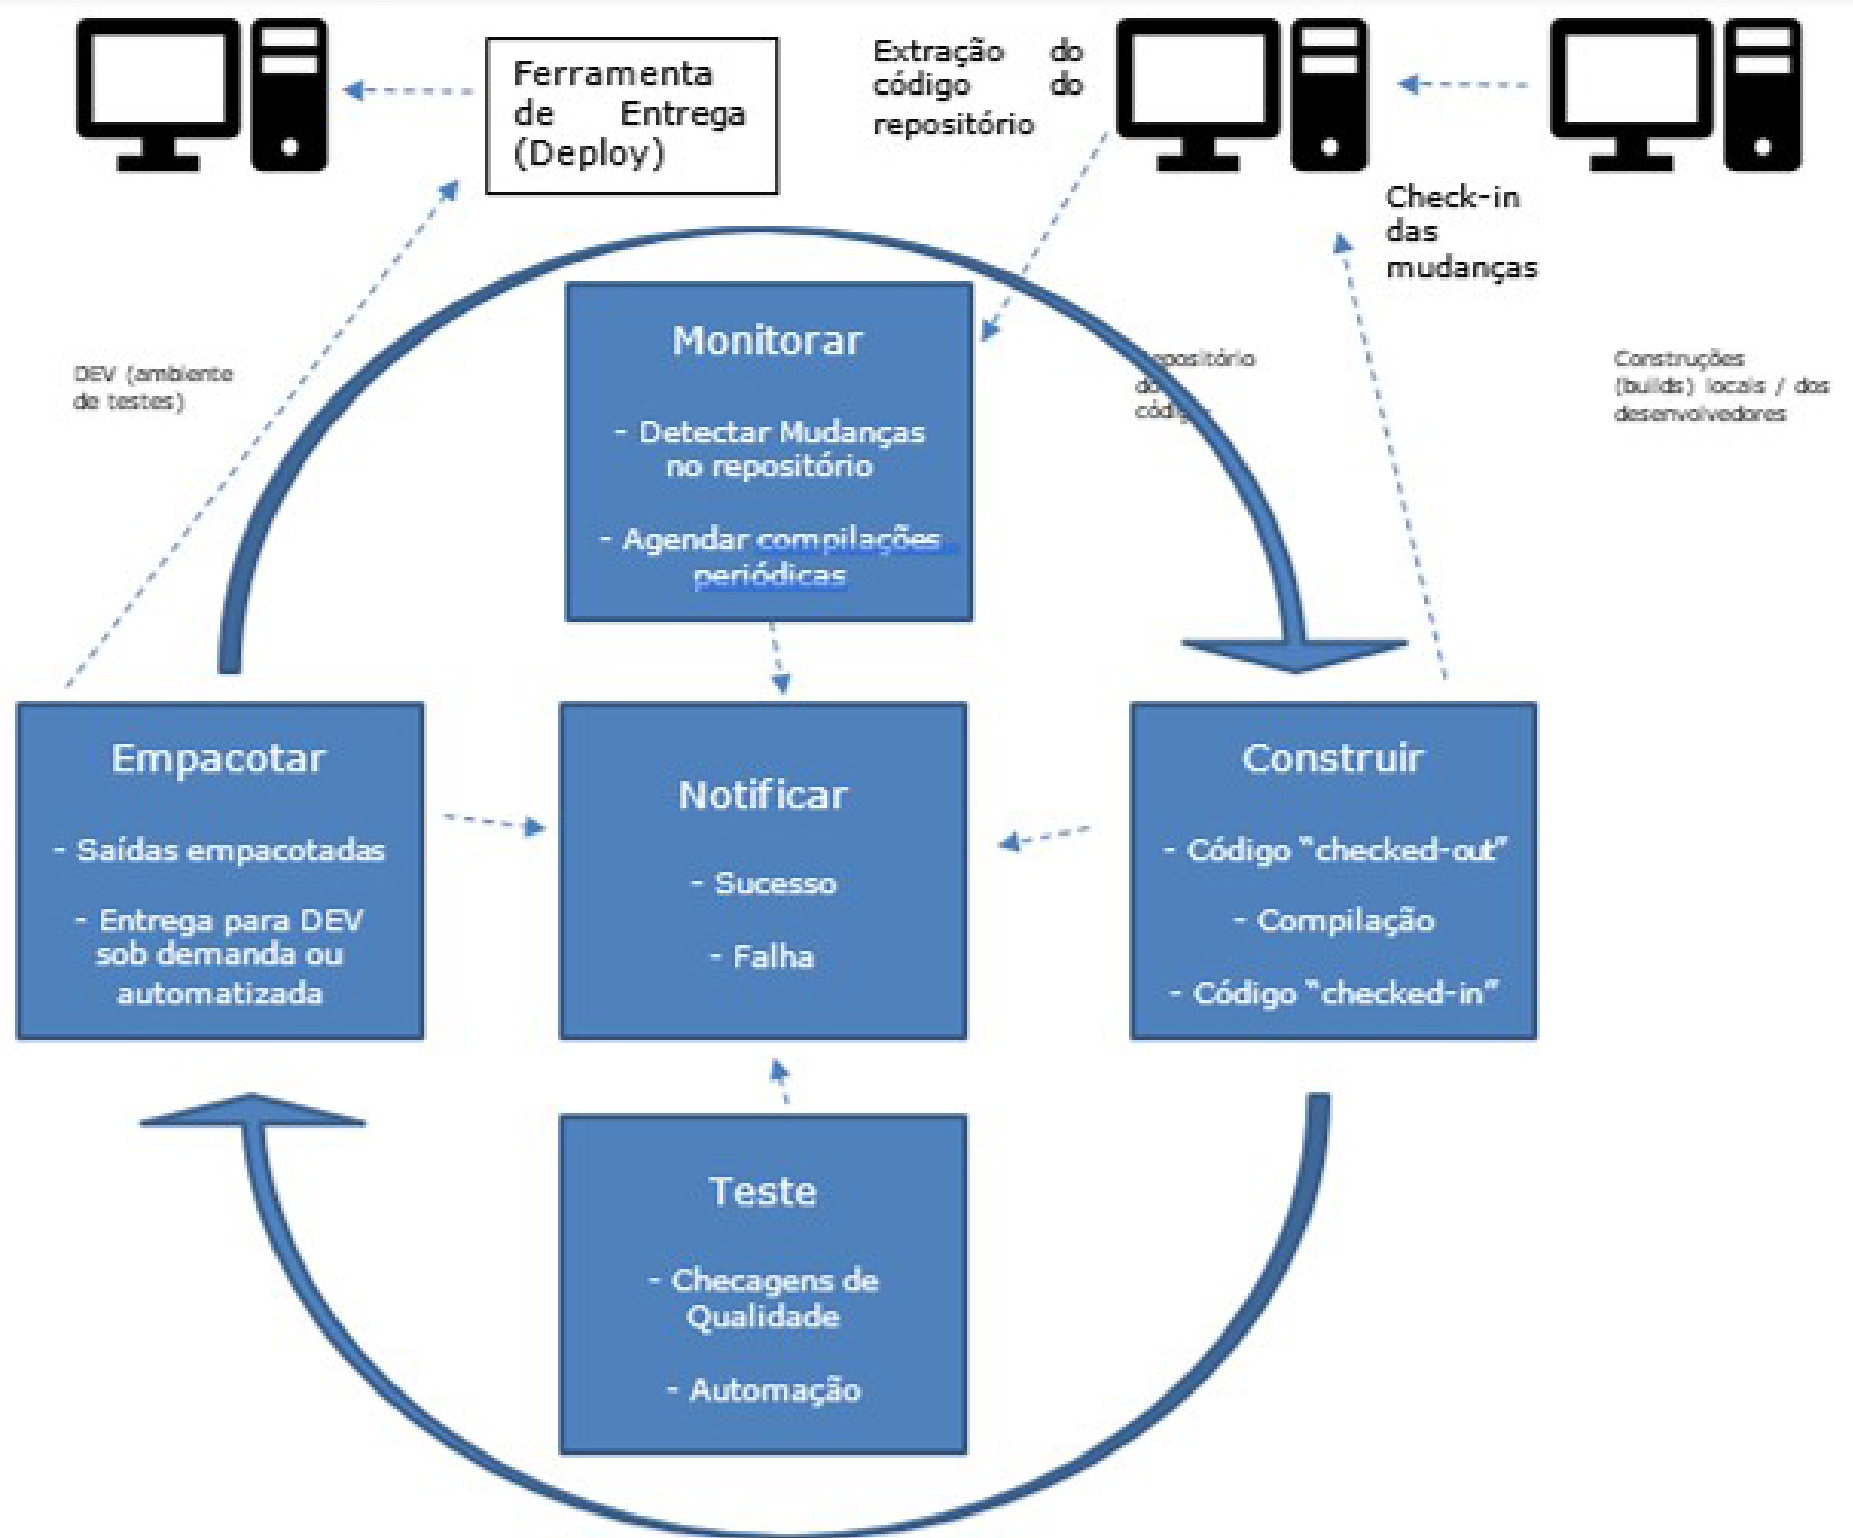 Ferramenta
de Entrega
(Deploy)
Extração do
código do
repositório
Check-in
das
mudanças
DEV (ambiente
de testes)
Construções
(builds) locais / dos
desenvolvedores
Monitorar
- Detectar Mudanças
no repositório
- Agendar compilações
periódicas
Empacotar
- Saídas empacotadas
- Entrega para DEV
sob demanda ou
automatizada
Notificar
- Sucesso
- Falha
Construir
- Código “checked-out”
- Compilação
- Código “checked-in”
Teste
- Checagens de
Qualidade
- Automação